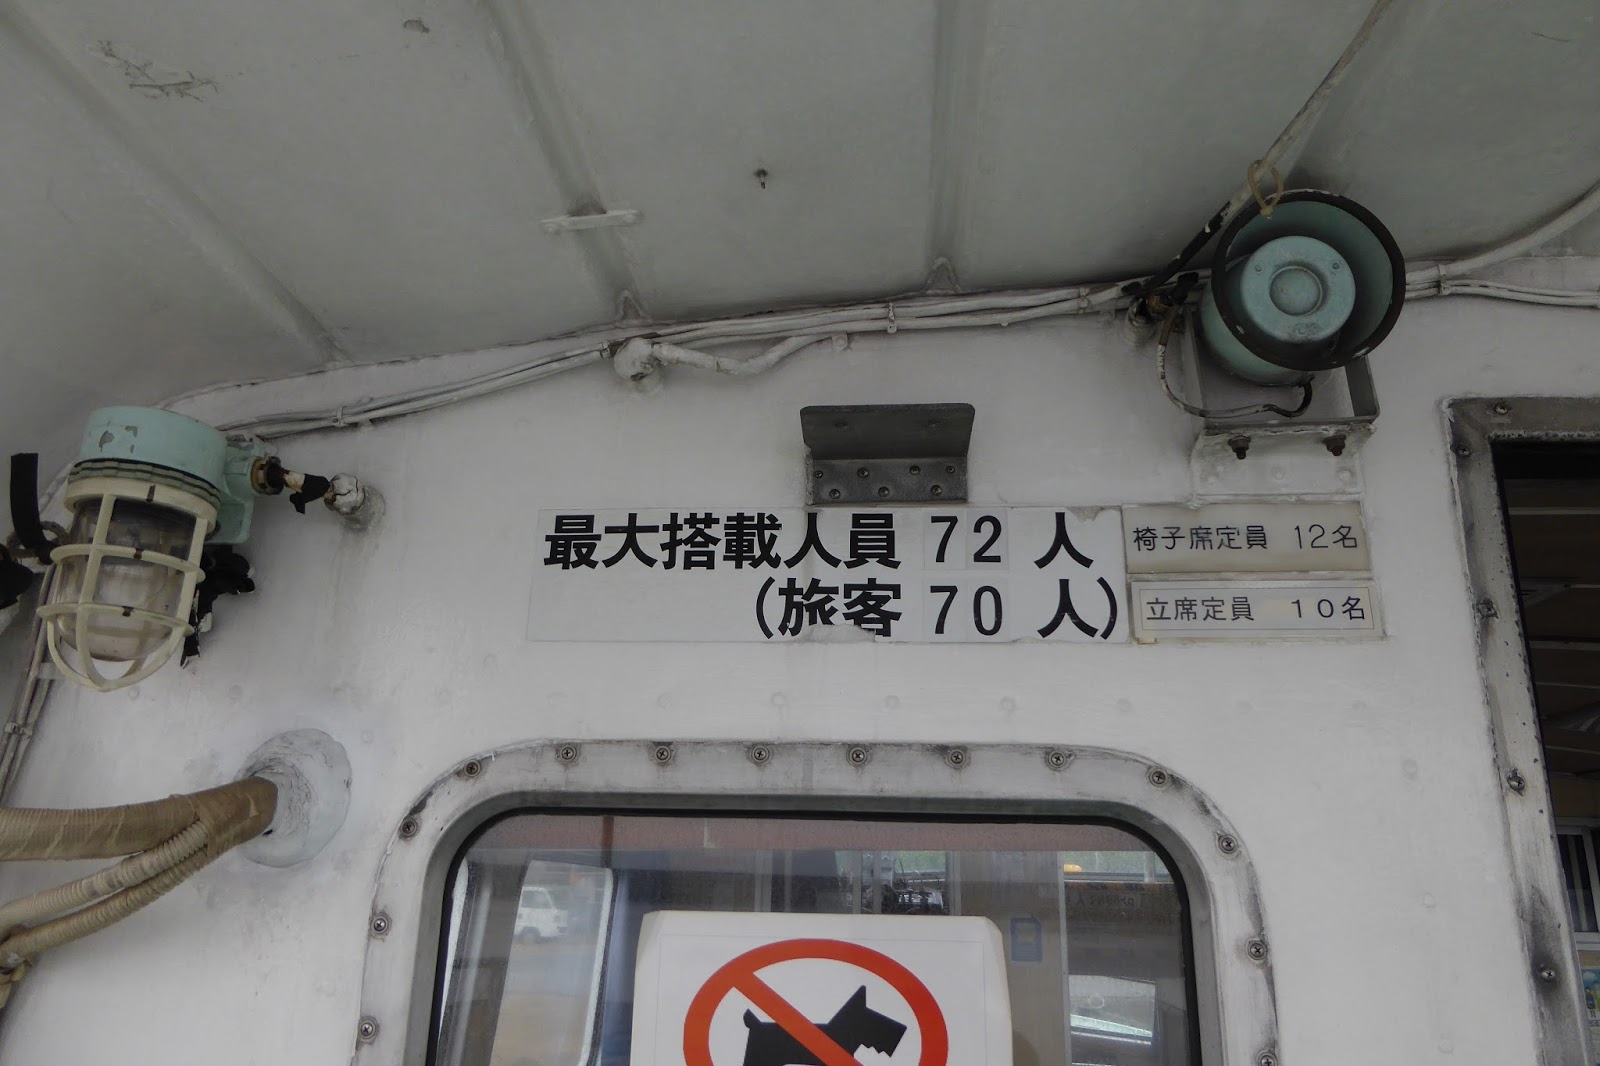 最大搭載人員 72 人
(旅客 70 人)
椅子席定員 12名
立席定員 10名